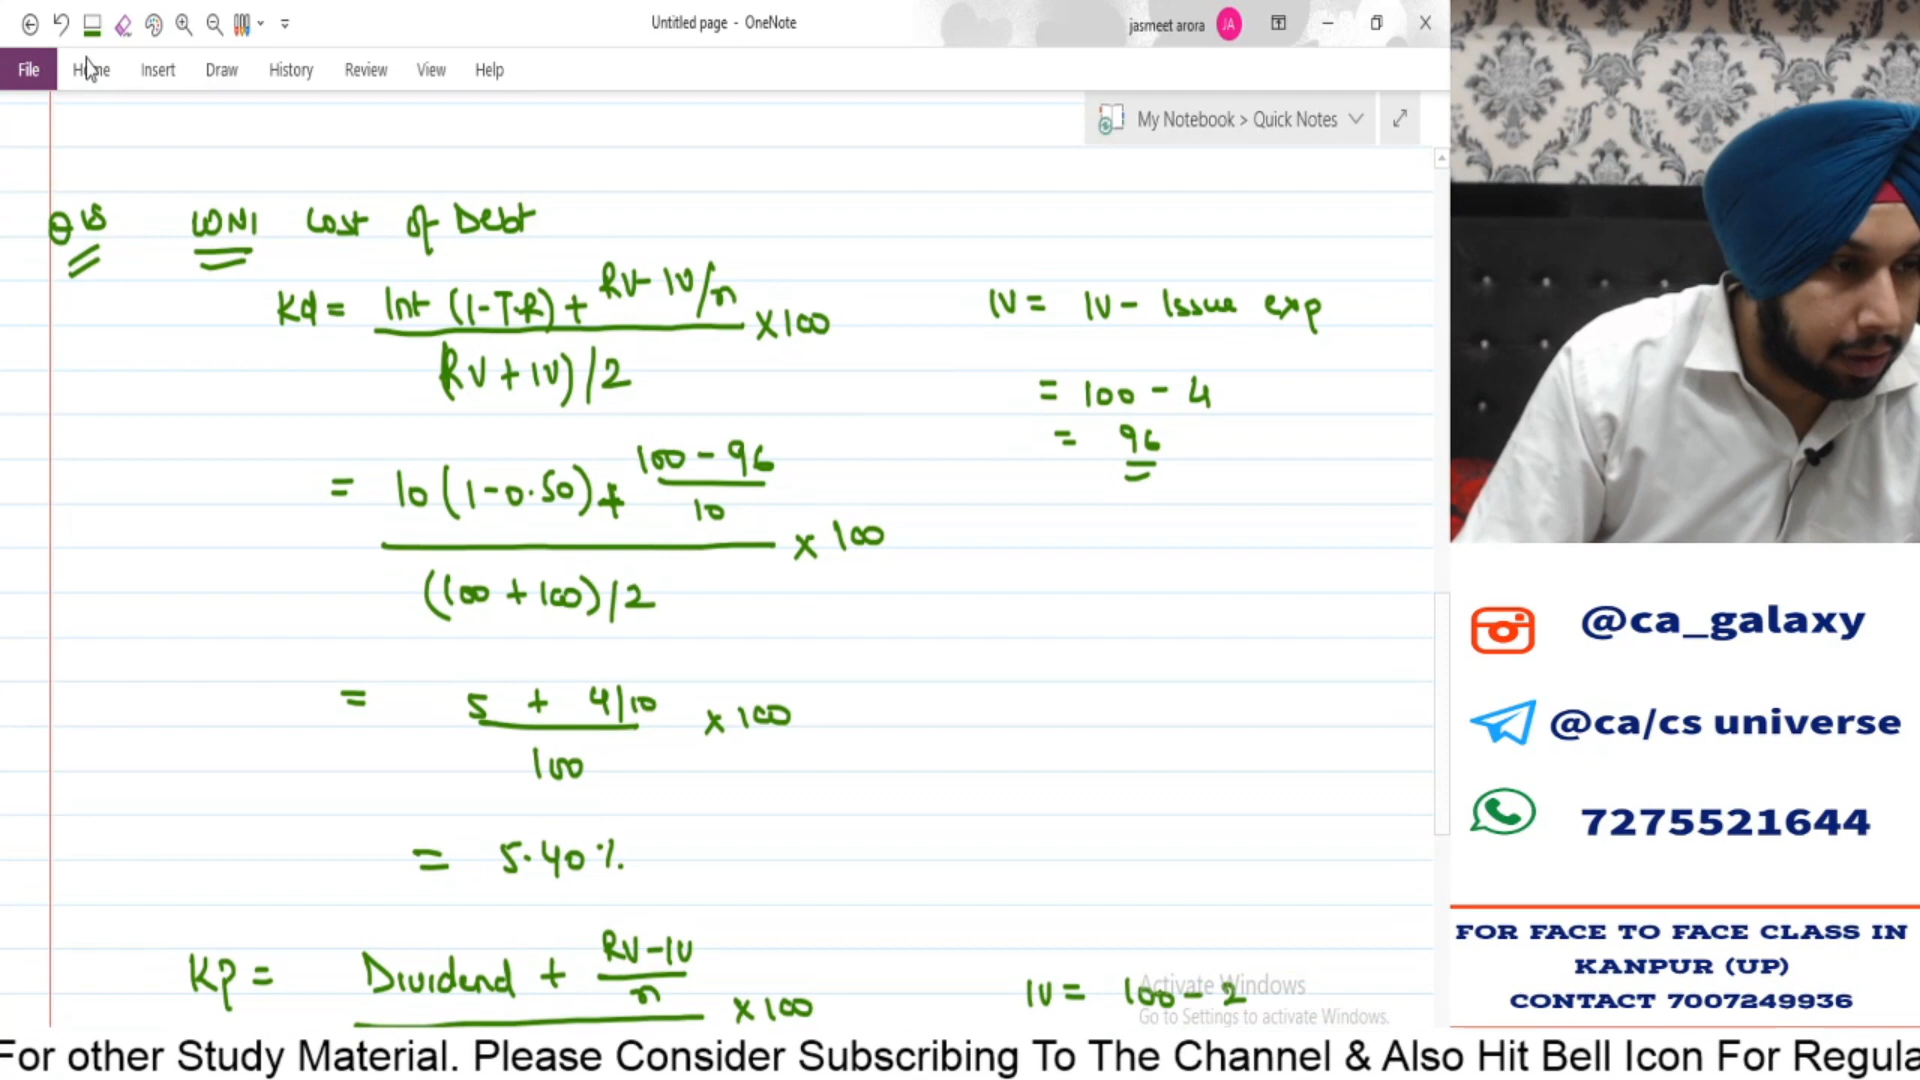 Untitled page - OneNote
jasmeet arora JA
File Home Insert Draw History Review View Help
My Notebook > Quick Notes
Cost of Debt
Kd = Int (1-T.R) + RV-IV/n × 100
(RV + IV)/2
IV = IV - Issue exp
= 100 - 4
= 96
= 10 (1-0.50) + 100 - 96
10
× 100
(100 + 100)/2
= 5 + 4/10 × 100
100
= 5.40 %.
Kp = Dividend + RV-IV
n
× 100
IV = 100 - 2
Activate Windows
Go to Settings to activate Windows.
@ca_galaxy
@ca/cs universe
7275521644
FOR FACE TO FACE CLASS IN
KANPUR (UP)
CONTACT 7007249936
For other Study Material. Please Consider Subscribing To The Channel & Also Hit Bell Icon For Regula